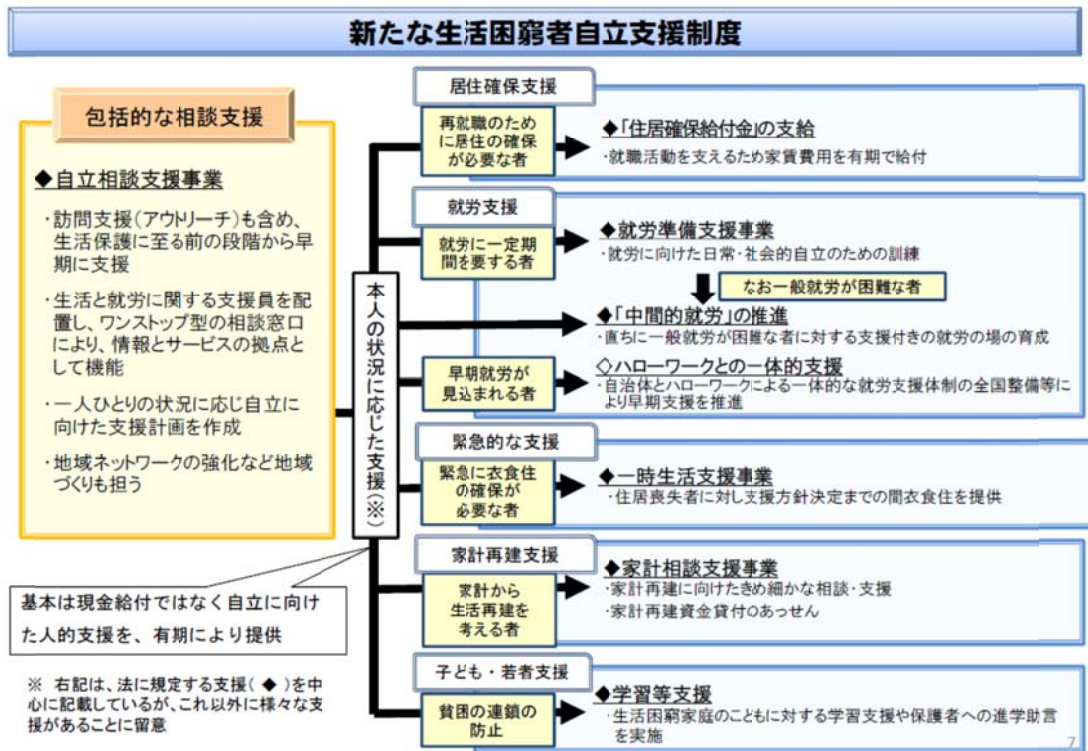 新たな生活困窮者自立支援制度
包括的な相談支援
◆自立相談支援事業
・訪問支援(アウトリーチ)も含め、
生活保護に至る前の段階から早
期に支援
・生活と就労に関する支援員を配
置し、ワンストップ型の相談窓口
により、情報とサービスの拠点と
して機能
・一人ひとりの状況に応じ自立に
向けた支援計画を作成
・地域ネットワークの強化など地域
づくりも担う
基本は現金給付ではなく自立に向け
た人的支援を、有期により提供
※ 右記は、法に規定する支援(◆)を中
心に記載しているが、これ以外に様々な支
援があることに留意
本人の状況に応じた支援(※)
居住確保支援
再就職のため
に居住の確保
が必要な者
◆「住居確保給付金」の支給
・就職活動を支えるため家賃費用を有期で給付
就労支援
就労に一定期
間を要する者
◆就労準備支援事業
・就労に向けた日常・社会的自立のための訓練
なお一般就労が困難な者
◆「中間的就労」の推進
・直ちに一般就労が困難な者に対する支援付きの就労の場の育成
早期就労が
見込まれる者
◇ハローワークとの一体的支援
・自治体とハローワークによる一体的な就労支援体制の全国整備等に
より早期支援を推進
緊急的な支援
緊急に衣食住
の確保が
必要な者
◆一時生活支援事業
・住居喪失者に対し支援方針決定までの間衣食住を提供
家計再建支援
家計から
生活再建を
考える者
◆家計相談支援事業
・家計再建に向けたきめ細かな相談・支援
・家計再建資金貸付のあっせん
子ども・若者支援
貧困の連鎖の
防止
◆学習等支援
・生活困窮家庭のこどもに対する学習支援や保護者への進学助言
を実施
7